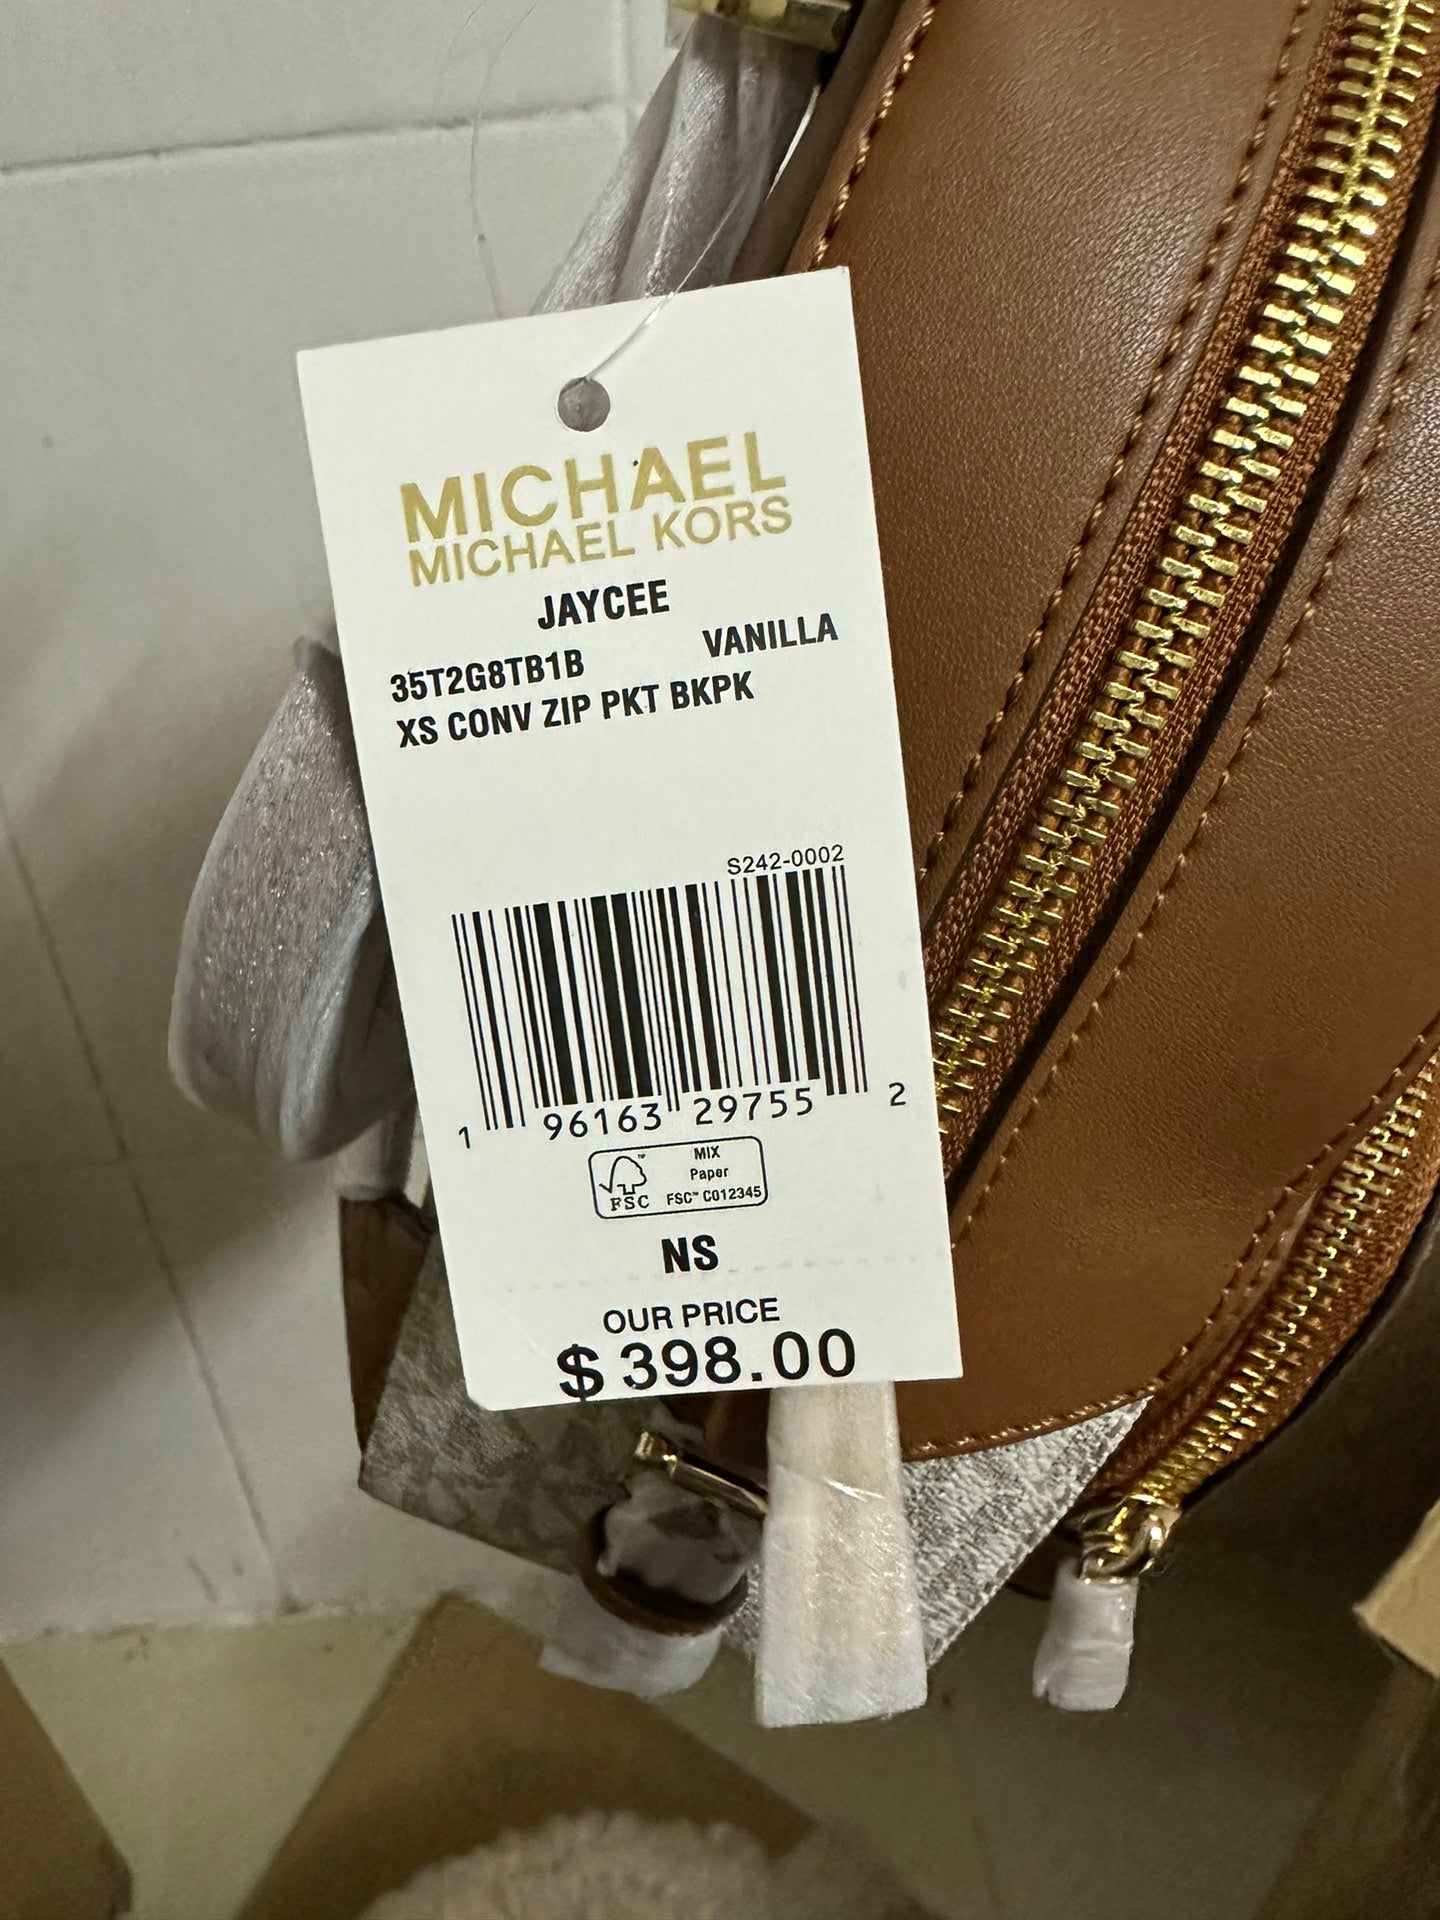 MICHAEL
MICHAEL KORS
JAYCEE
35T2G8TB1B VANILLA
XS CONV ZIP PKT BKPK
S242-0002
1 96163 29755 2
FSC
MIX
Paper
FSC™ C012345
NS
OUR PRICE
$398.00